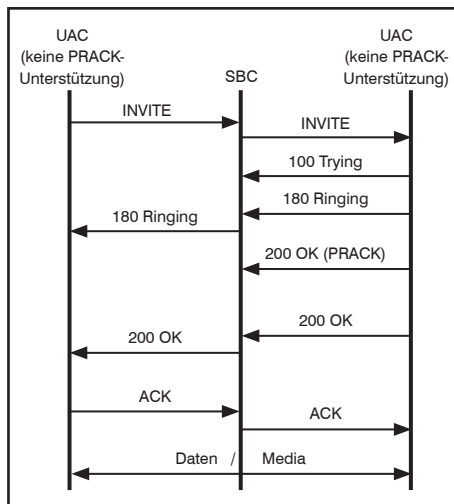 UAC
(keine PRACK-
Unterstützung)
SBC
UAC
(keine PRACK-
Unterstützung)
INVITE
INVITE
100 Trying
180 Ringing
180 Ringing
200 OK (PRACK)
200 OK
200 OK
ACK
ACK
Daten / Media